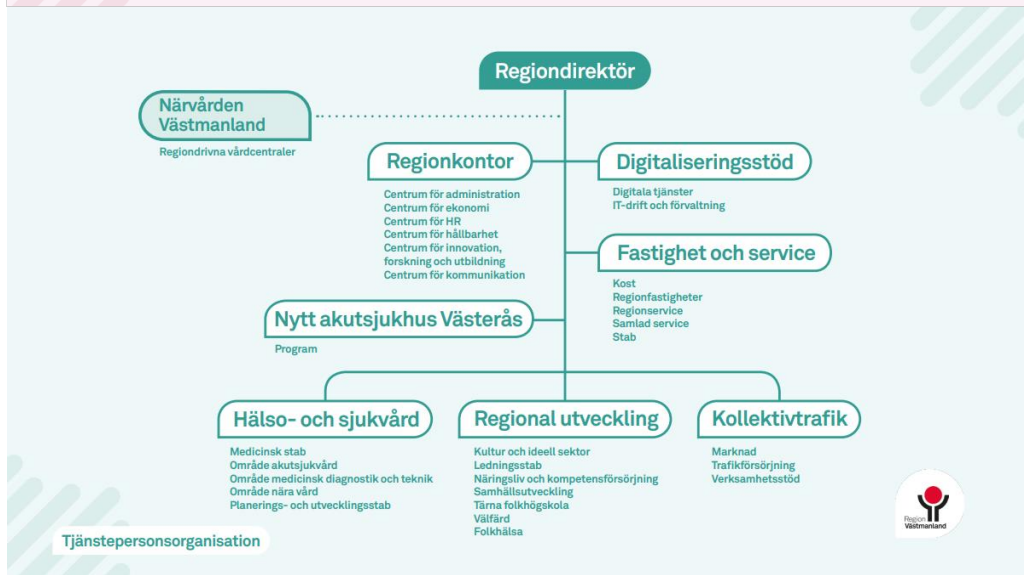 Regiondirektör
Närvården
Västmanland
Regiondrivna vårdcentraler
Regionkontor
Centrum för administration
Centrum för ekonomi
Centrum för HR
Centrum för hållbarhet
Centrum för innovation,
forskning och utbildning
Centrum för kommunikation
Digitaliseringsstöd
Digitala tjänster
IT-drift och förvaltning
Fastighet och service
Kost
Regionfastigheter
Regionservice
Samlad service
Stab
Nytt akutsjukhus Västerås
Program
Hälso- och sjukvård
Medicinsk stab
Område akutsjukvård
Område medicinsk diagnostik och teknik
Område nära vård
Planerings- och utvecklingsstab
Regional utveckling
Kultur och ideell sektor
Ledningsstab
Näringsliv och kompetensförsörjning
Samhällsutveckling
Tärna folkhögskola
Välfärd
Folkhälsa
Kollektivtrafik
Marknad
Trafikförsörjning
Verksamhetsstöd
Region
Västmanland
Tjänstepersonsorganisation